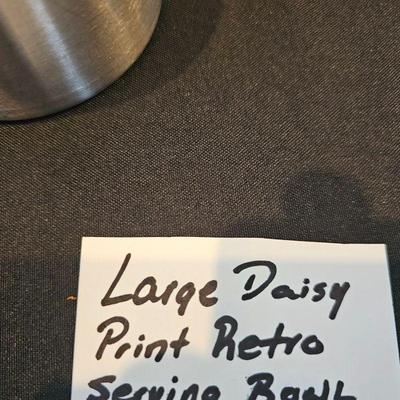 Large Daisy
Print Retro
Serving Bowl